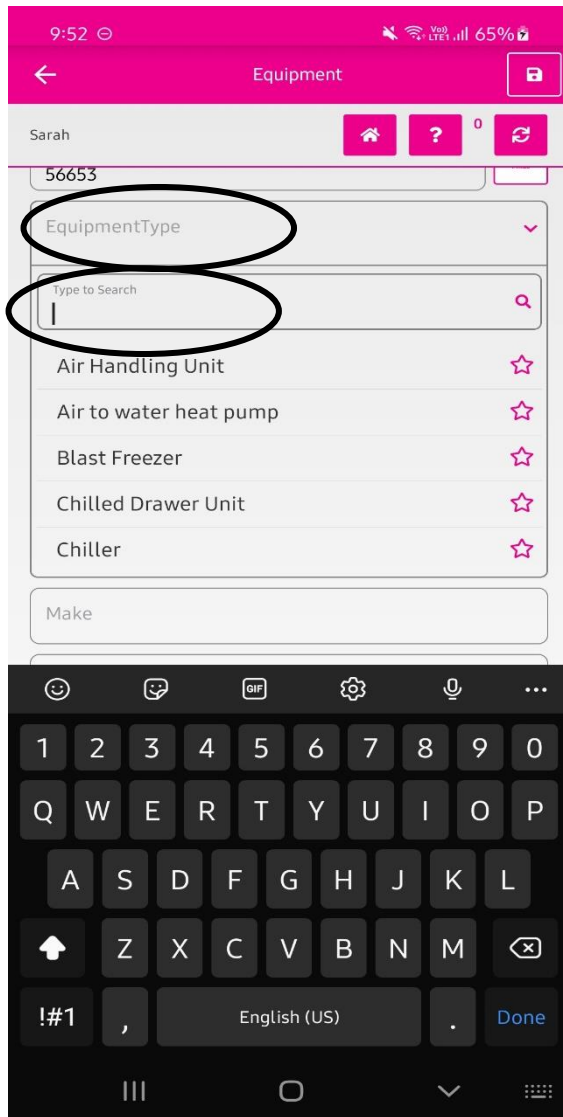 9:52
Vo)) LTE1 65%
Equipment
Sarah
? 0
56653
EquipmentType
Type to Search
Air Handling Unit
Air to water heat pump
Blast Freezer
Chilled Drawer Unit
Chiller
Make
GIF
1 2 3 4 5 6 7 8 9 0
Q W E R T Y U I O P
A S D F G H J K L
Z X C V B N M
!#1 , English (US) . Done